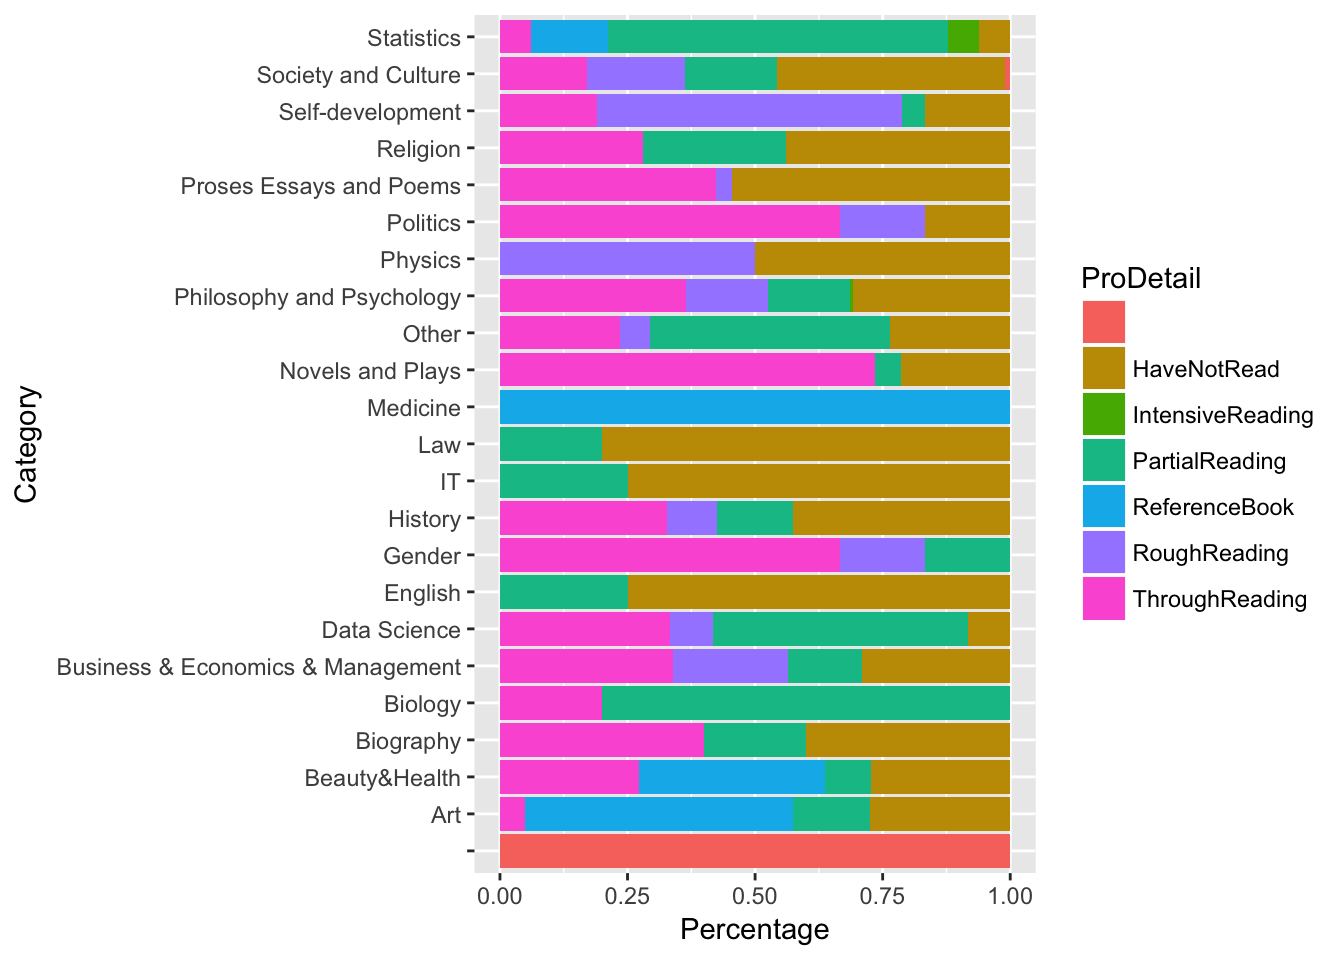 Category
Statistics
Society and Culture
Self-development
Religion
Proses Essays and Poems
Politics
Physics
Philosophy and Psychology
Other
Novels and Plays
Medicine
Law
IT
History
Gender
English
Data Science
Business & Economics & Management
Biology
Biography
Beauty&Health
Art
0.00 0.25 0.50 0.75 1.00
Percentage
ProDetail
HaveNotRead
IntensiveReading
PartialReading
ReferenceBook
RoughReading
ThroughReading